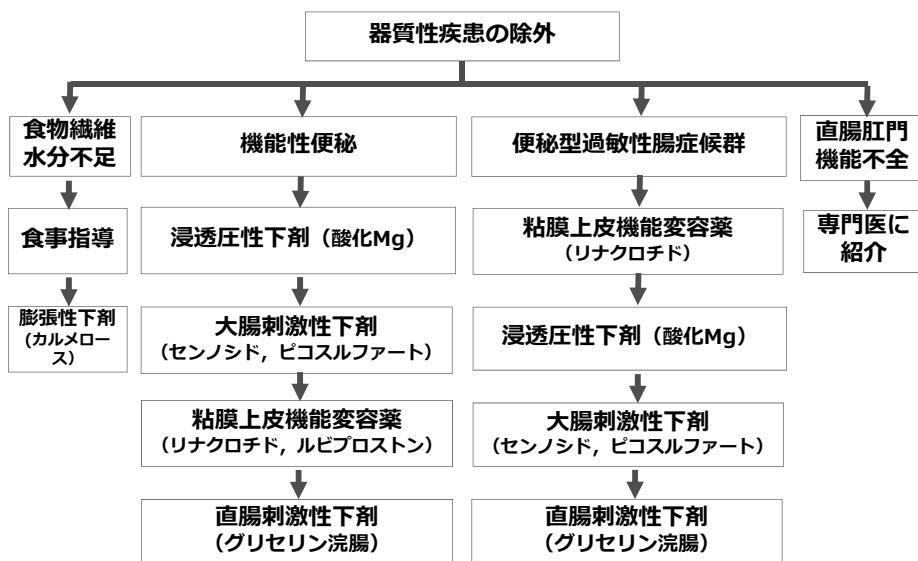 器質性疾患の除外
食物繊維
水分不足
機能性便秘
便秘型過敏性腸症候群
直腸肛門
機能不全
食事指導
浸透圧性下剤（酸化Mg）
粘膜上皮機能変容薬
（リナクロチド）
専門医に
紹介
膨張性下剤
(カルメロー
ス）
大腸刺激性下剤
（センノシド，ピコスルファート）
浸透圧性下剤（酸化Mg）
粘膜上皮機能変容薬
（リナクロチド，ルビプロストン）
大腸刺激性下剤
（センノシド，ピコスルファート）
直腸刺激性下剤
（グリセリン浣腸）
直腸刺激性下剤
（グリセリン浣腸）